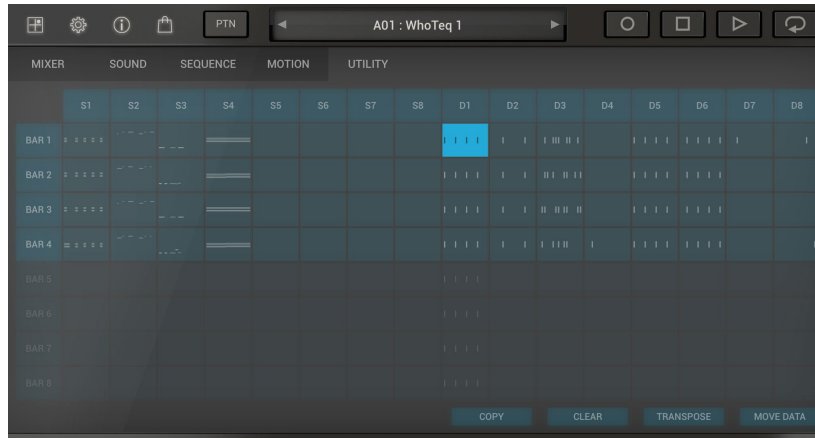 PTN A01 : WhoTeq 1
MIXER SOUND SEQUENCE MOTION UTILITY
S1 S2 S3 S4 S5 S6 S7 S8 D1 D2 D3 D4 D5 D6 D7 D8
BAR 1
BAR 2
BAR 3
BAR 4
BAR 5
BAR 6
BAR 7
BAR 8
COPY CLEAR TRANSPOSE MOVE DATA